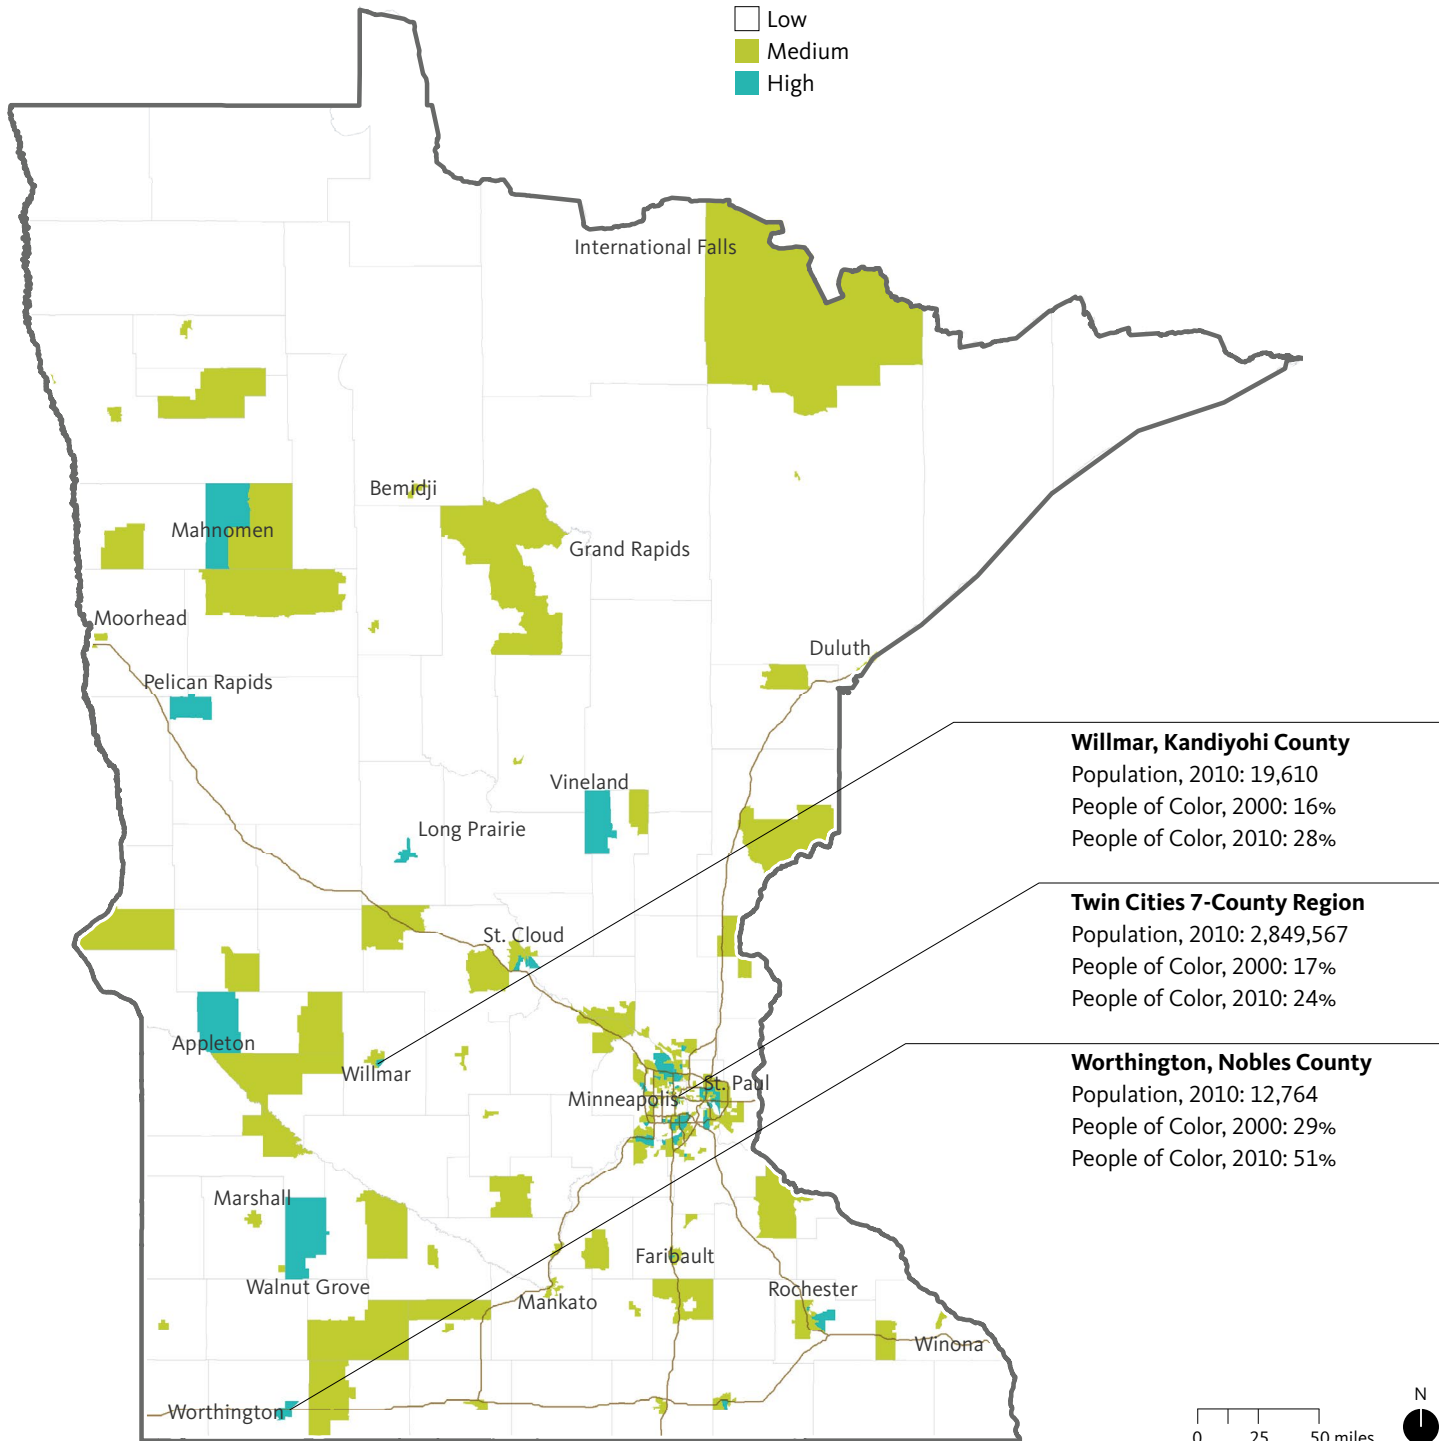 Low
Medium
High
International Falls
Bemidji
Mahnomen
Grand Rapids
Moorhead
Duluth
Pelican Rapids
Willmar, Kandiyohi County
Population, 2010: 19,610
People of Color, 2000: 16%
People of Color, 2010: 28%
Vineland
Long Prairie
Twin Cities 7-County Region
Population, 2010: 2,849,567
People of Color, 2000: 17%
People of Color, 2010: 24%
St. Cloud
Appleton
Willmar
Minneapolis
St. Paul
Worthington, Nobles County
Population, 2010: 12,764
People of Color, 2000: 29%
People of Color, 2010: 51%
Marshall
Walnut Grove
Faribault
Mankato
Rochester
Winona
Worthington
N
0 25 50 miles